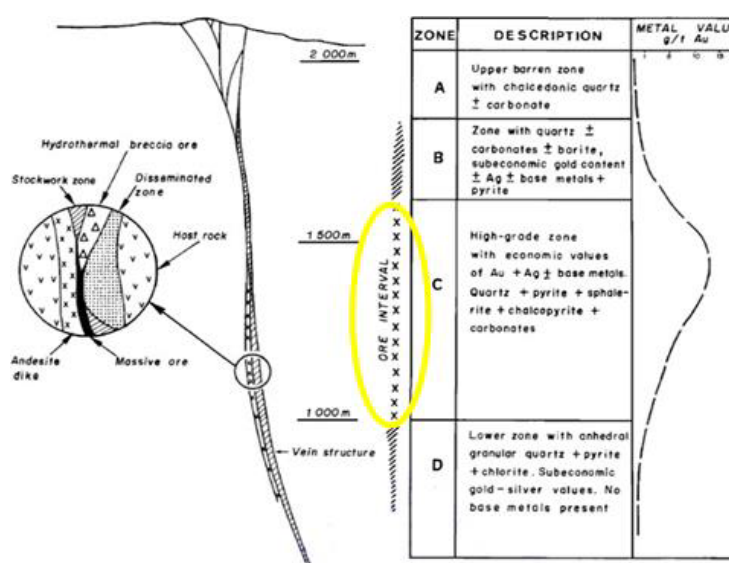 2 000m
Hydrothermal breccia ore
Stockwork zone
Disseminated
zone
Host rock
1 500m
Andesite
dike
Massive ore
1 000m
Vein structure
ORE INTERVAL
ZONE
DESCRIPTION
METAL VALUE
g/t Au
A
Upper barren zone
with chalcedonic quartz
± carbonate
B
Zone with quartz ±
carbonates ± barite,
subeconomic gold content
± Ag ± base metals +
pyrite
C
High-grade zone
with economic values
of Au + Ag ± base metals.
Quartz + pyrite + sphale-
rite + chalcopyrite +
carbonates
D
Lower zone with anhedral
granular quartz + pyrite
+ chlorite. Subeconomic
gold-silver values. No
base metals present